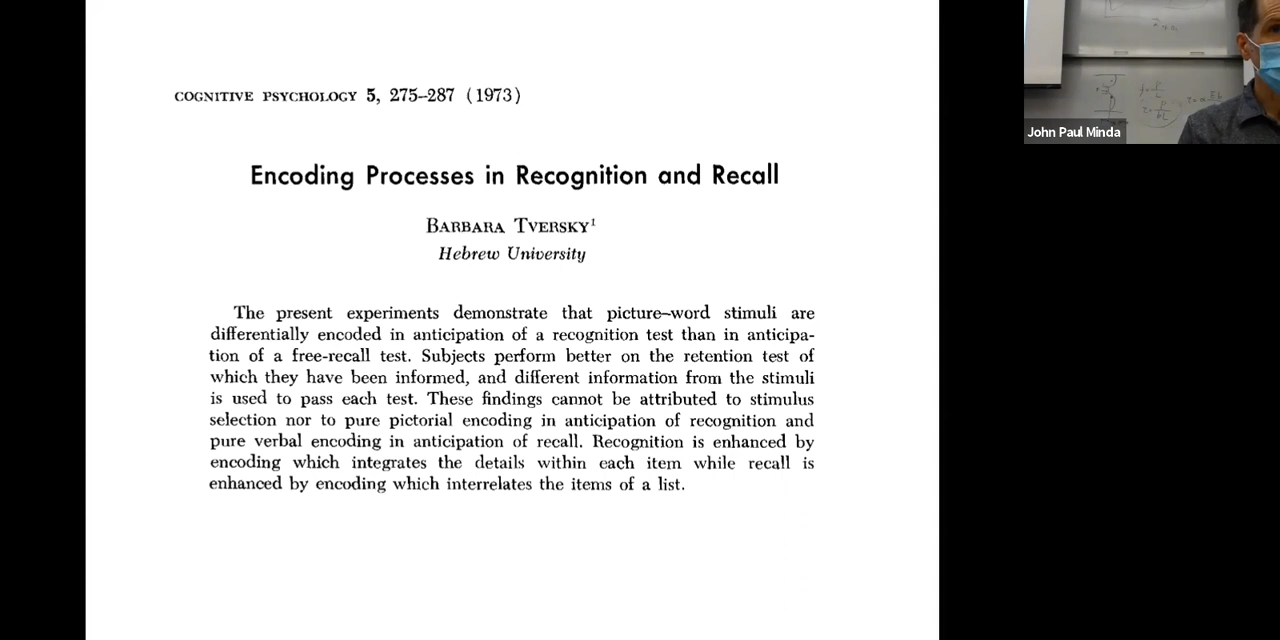 COGNITIVE PSYCHOLOGY 5, 275–287 (1973)
Encoding Processes in Recognition and Recall
BARBARA TVERSKY¹
Hebrew University
The present experiments demonstrate that picture–word stimuli are
differentially encoded in anticipation of a recognition test than in anticipa-
tion of a free-recall test. Subjects perform better on the retention test of
which they have been informed, and different information from the stimuli
is used to pass each test. These findings cannot be attributed to stimulus
selection nor to pure pictorial encoding in anticipation of recognition and
pure verbal encoding in anticipation of recall. Recognition is enhanced by
encoding which integrates the details within each item while recall is
enhanced by encoding which interrelates the items of a list.
John Paul Minda